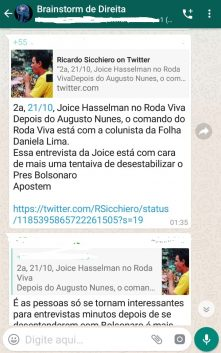 Brainstorm de Direita
+55
Ricardo Sicchiero on Twitter
"2a, 21/10, Joice Hasselman no
Roda VivaDepois do Augusto Nunes, o
twitter.com
2a, 21/10, Joice Hasselman no Roda Viva
Depois do Augusto Nunes, o comando do
Roda Viva está com a colunista da Folha
Daniela Lima.
Essa entrevista da Joice está com cara
de mais uma tentaiva de desestabilizar o
Pres Bolsonaro
Apostem
https://twitter.com/RSicchiero/status
/1185395865722261505?s=19
01:35
2a, 21/10, Joice Hasselman no Roda
Viva
Depois do Augusto Nunes, o comando d
É as pessoas só se tornam interessantes
para entrevistas minutos depois de se
desentenderem com Bolsonaro é mais
Digite aqui...